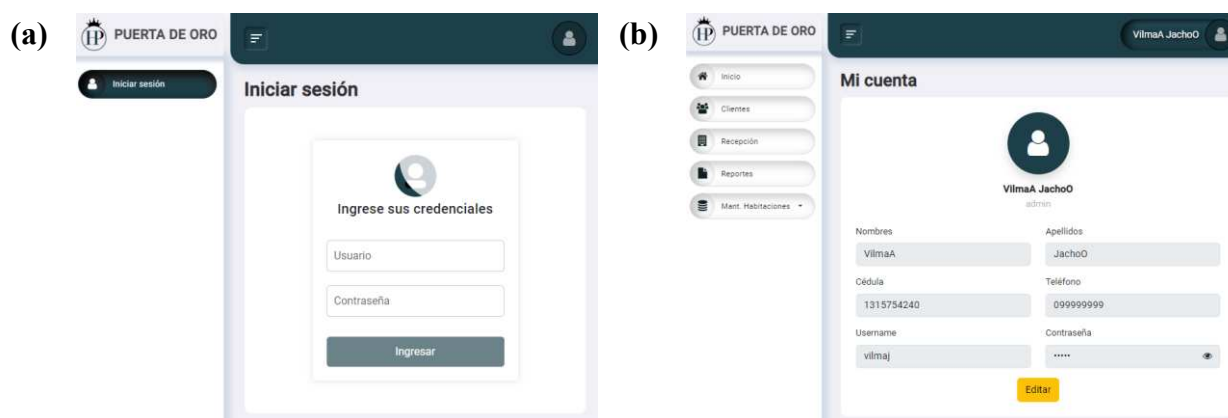 (a)
HP PUERTA DE ORO
Iniciar sesión
Iniciar sesión
Ingrese sus credenciales
Usuario
Contraseña
Ingresar
(b)
HP PUERTA DE ORO
VilmaA JachoO
Inicio
Clientes
Recepción
Reportes
Mant. Habitaciones
Mi cuenta
VilmaA JachoO
admin
Nombres Apellidos
VilmaA JachoO
Cédula Teléfono
1315754240 099999999
Username Contraseña
vilmaj •••••
Editar